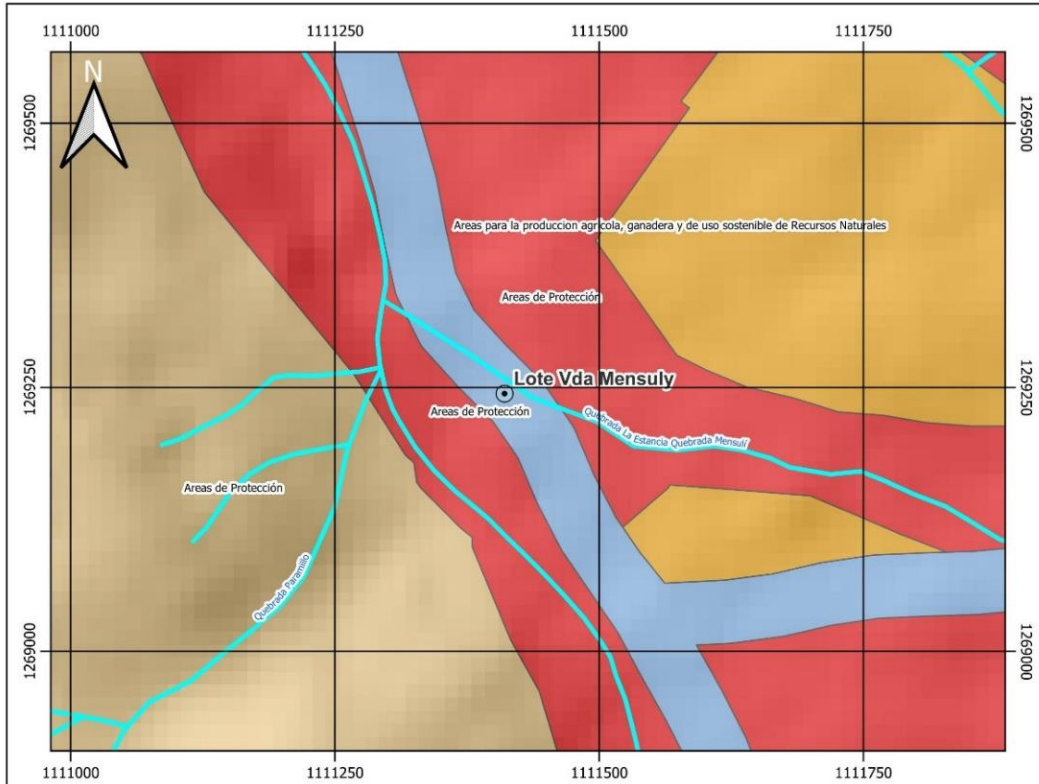 1111000 1111250 1111500 1111750
N
1269500 1269500
Areas para la produccion agricola, ganadera y de uso sostenible de Recursos Naturales
Areas de Protección
Lote Vda Mensuly
1269250 1269250
Areas de Protección
Quebrada La Estancia Quebrada Mensulí
Areas de Protección
Quebrada Paramillo
1269000 1269000
1111000 1111250 1111500 1111750